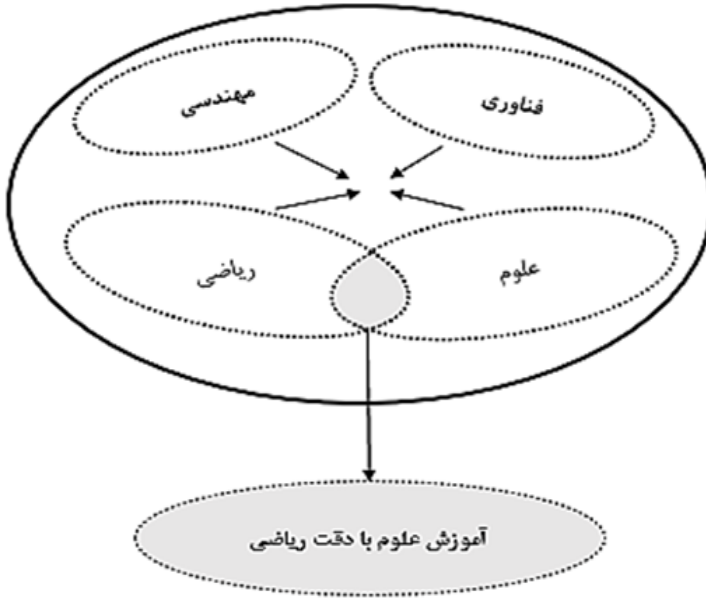 فناوری
مهندسی
علوم
ریاضی
آموزش علوم با دقت ریاضی